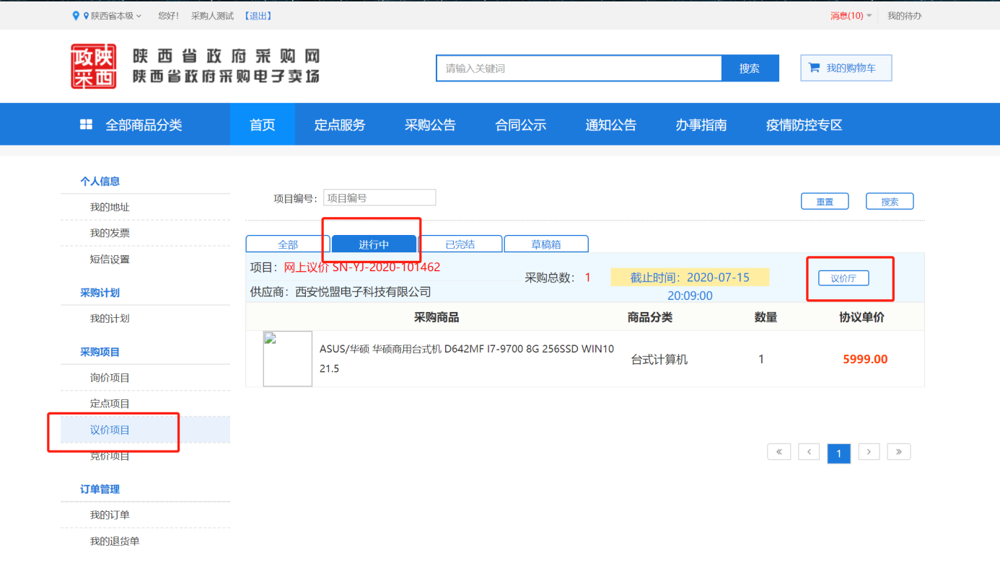 陕西省本级 您好! 采购人测试 【退出】 消息(10) 我的待办
政陕
采西
陕西省政府采购网
陕西省政府采购电子卖场
请输入关键词 搜索 我的购物车
全部商品分类 首页 定点服务 采购公告 合同公示 通知公告 办事指南 疫情防控专区
个人信息
我的地址
我的发票
短信设置
采购计划
我的计划
采购项目
询价项目
定点项目
议价项目
竞价项目
订单管理
我的订单
我的退货单
项目编号: 项目编号 重置 搜索
全部 进行中 已完结 草稿箱
项目: 网上议价 SN-YJ-2020-101462
供应商: 西安悦盟电子科技有限公司
采购总数: 1
截止时间: 2020-07-15
20:09:00
议价厅
采购商品 商品分类 数量 协议单价
ASUS/华硕 华硕商用台式机 D642MF I7-9700 8G 256SSD WIN10
21.5
台式计算机 1 5999.00
« ‹ 1 › »